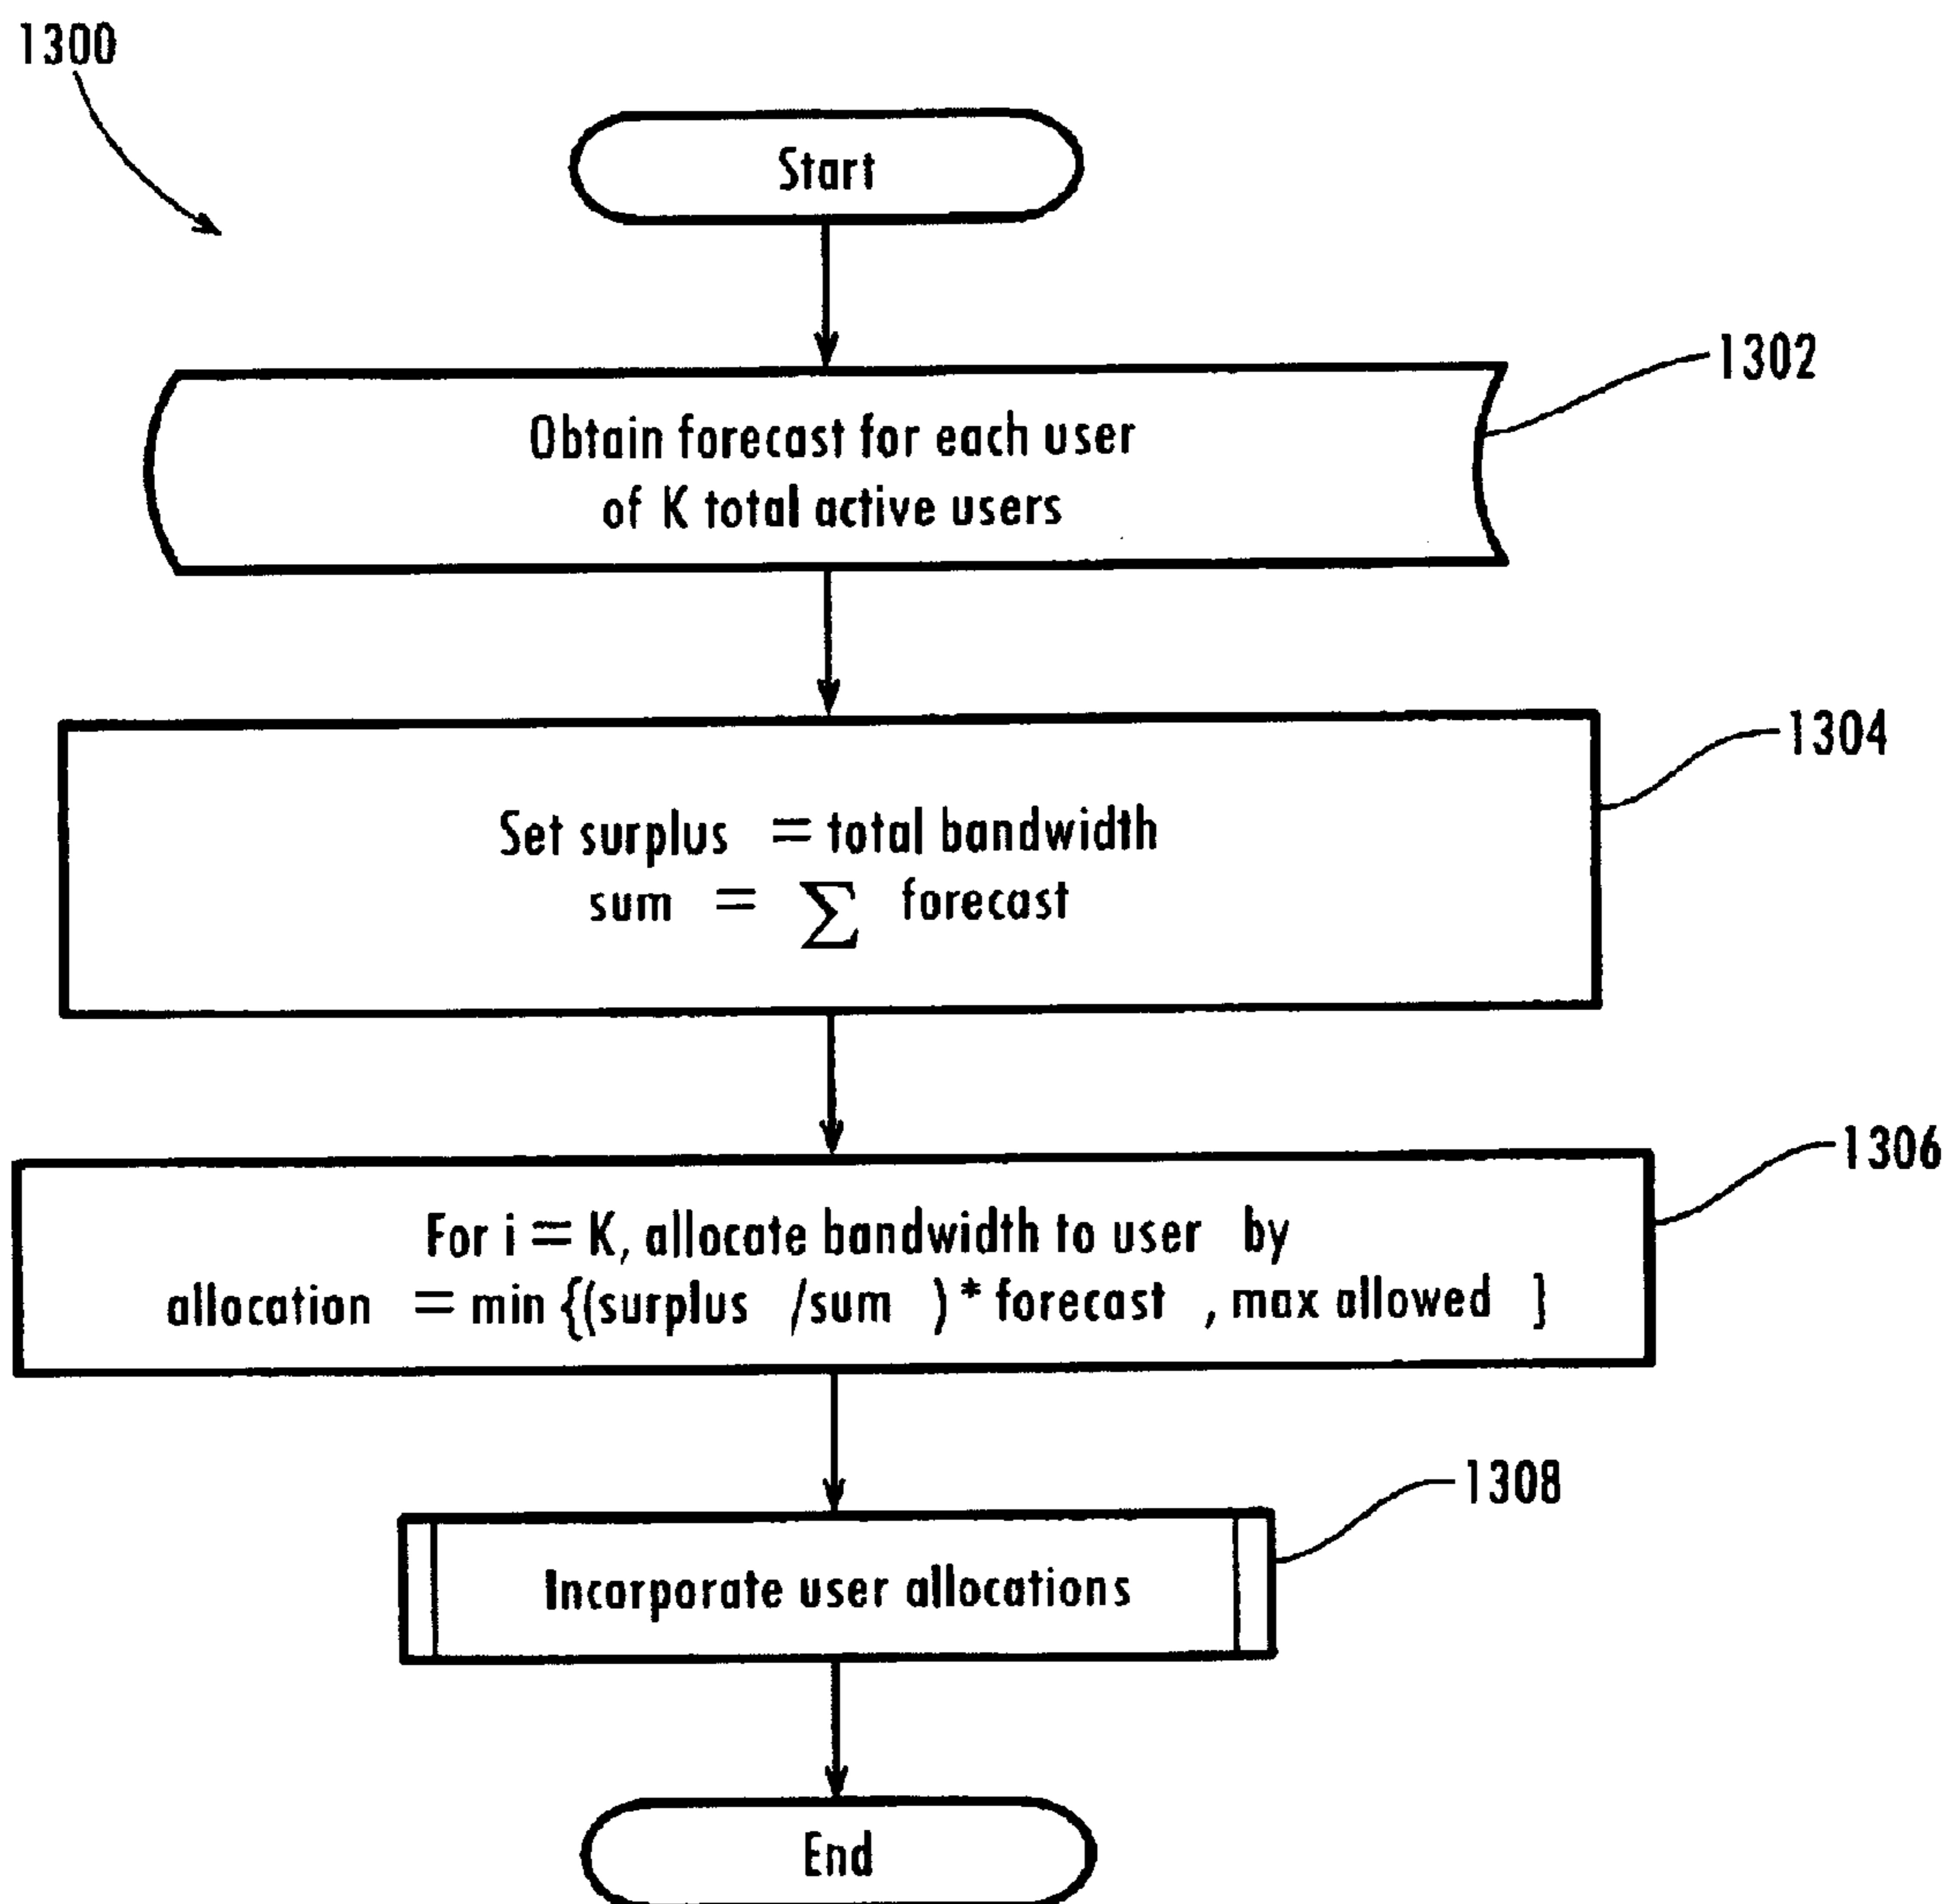 1300
Start
1302
Obtain forecast for each user
of K total active users
1304
Set surplus = total bandwidth
sum = ∑ forecast
1306
For i = K, allocate bandwidth to user by
allocation = min {(surplus /sum )* forecast , max allowed }
1308
Incorporate user allocations
End